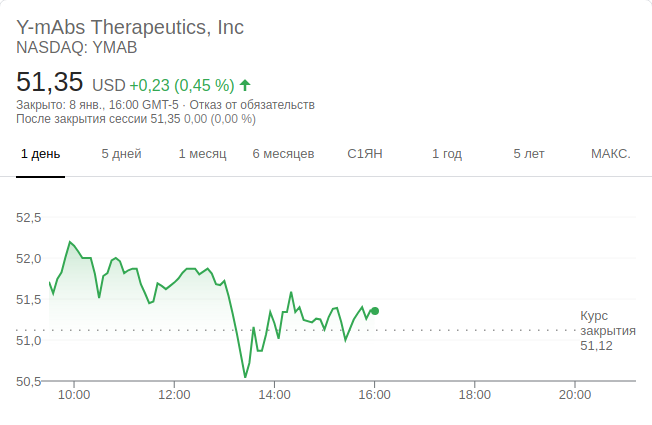 Y-mAbs Therapeutics, Inc
NASDAQ: YMAB
51,35 USD +0,23 (0,45 %)
Закрыто: 8 янв., 16:00 GMT-5 · Отказ от обязательств
После закрытия сессии 51,35 0,00 (0,00 %)
1 день 5 дней 1 месяц 6 месяцев С1ЯН 1 год 5 лет МАКС.
52,5
52,0
51,5
51,0
50,5
Курс
закрытия
51,12
10:00 12:00 14:00 16:00 18:00 20:00